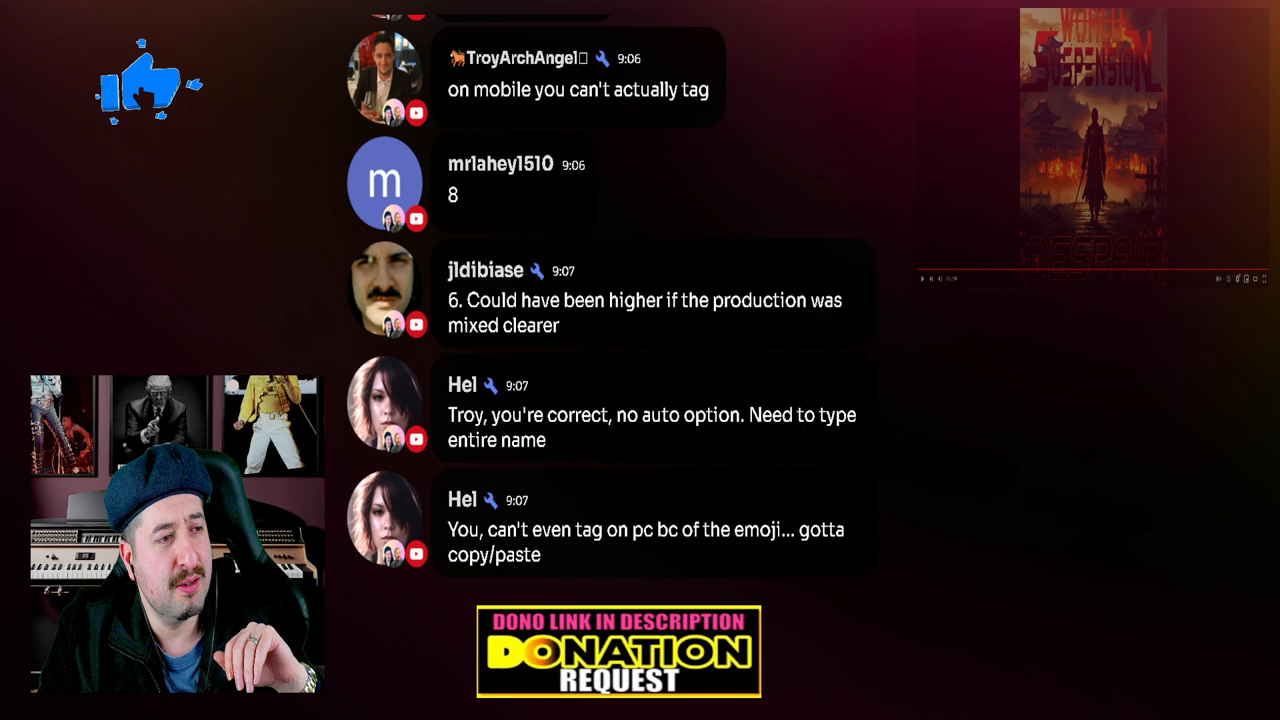 TroyArchAngel 9:06
on mobile you can't actually tag
m
mrlahey1510 9:06
8
jldibiase 9:07
6. Could have been higher if the production was
mixed clearer
Hel 9:07
Troy, you're correct, no auto option. Need to type
entire name
Hel 9:07
You, can't even tag on pc bc of the emoji... gotta
copy/paste
SUSPENSION
DESPAIR
DONO LINK IN DESCRIPTION
DONATION
REQUEST